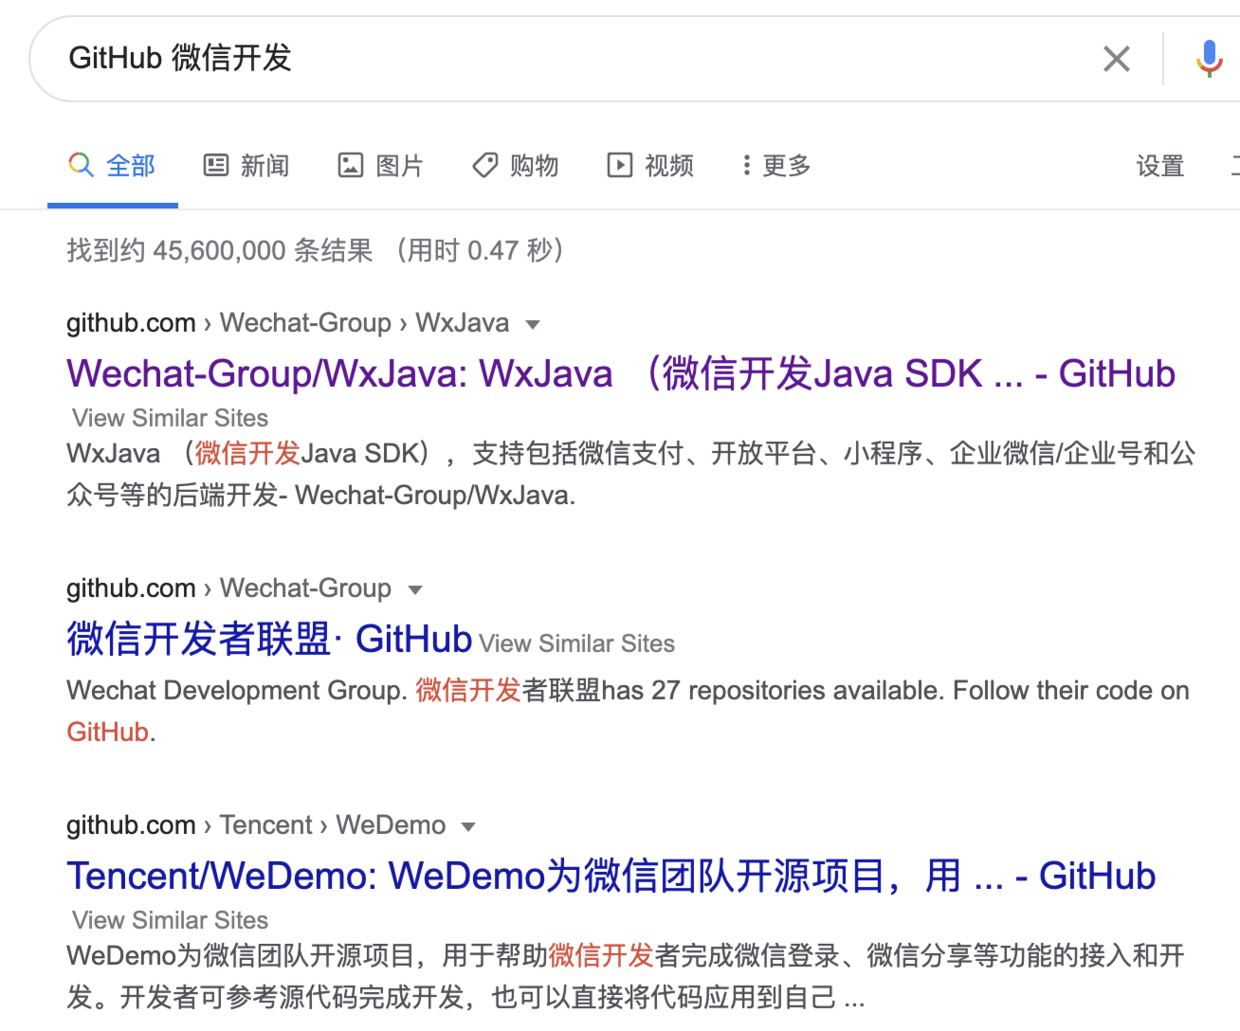 GitHub 微信开发
全部 新闻 图片 购物 视频 更多 设置
找到约 45,600,000 条结果 （用时 0.47 秒）
github.com › Wechat-Group › WxJava
Wechat-Group/WxJava: WxJava （微信开发Java SDK ... - GitHub
View Similar Sites
WxJava （微信开发Java SDK），支持包括微信支付、开放平台、小程序、企业微信/企业号和公
众号等的后端开发- Wechat-Group/WxJava.
github.com › Wechat-Group
微信开发者联盟· GitHub View Similar Sites
Wechat Development Group. 微信开发者联盟has 27 repositories available. Follow their code on
GitHub.
github.com › Tencent › WeDemo
Tencent/WeDemo: WeDemo为微信团队开源项目，用 ... - GitHub
View Similar Sites
WeDemo为微信团队开源项目，用于帮助微信开发者完成微信登录、微信分享等功能的接入和开
发。开发者可参考源代码完成开发，也可以直接将代码应用到自己 ...